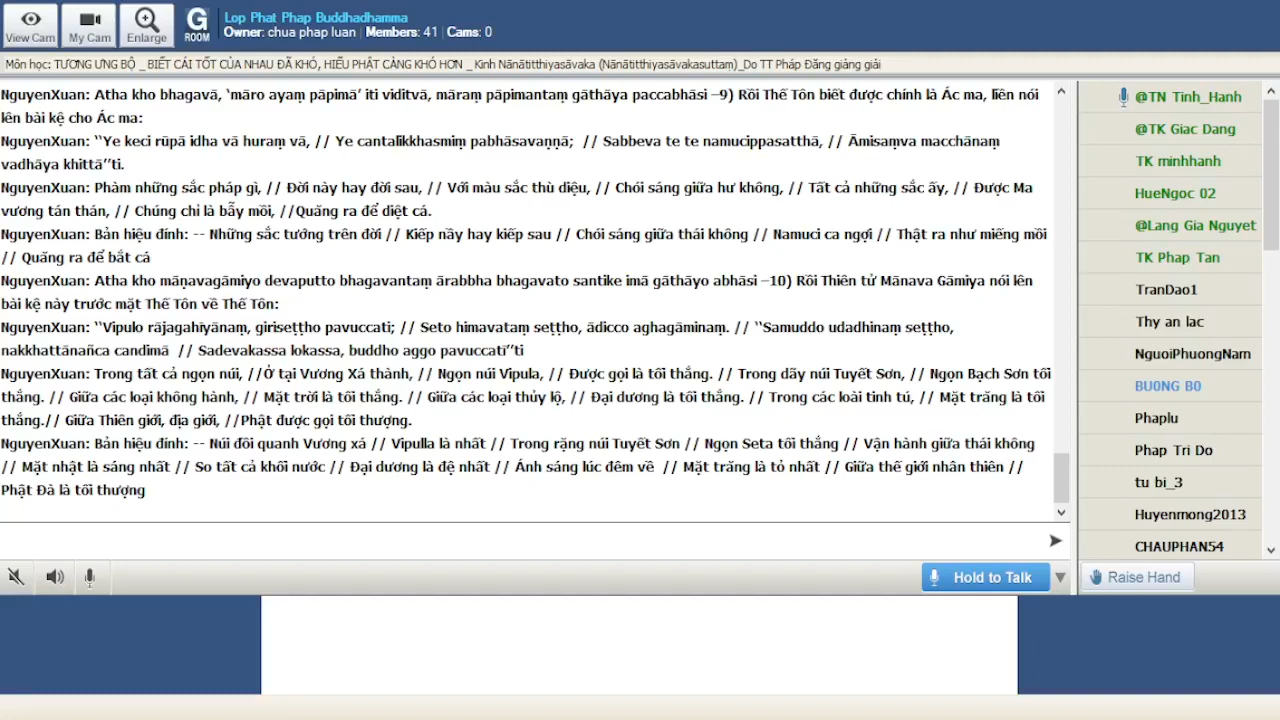 View Cam
My Cam
Enlarge
G
ROOM
Lop Phat Phap Buddhadhamma
Owner: chua phap luan | Members: 41 | Cams: 0
Môn học: TƯƠNG ƯNG BỘ _ BIẾT CÁI TỐT CỦA NHAU ĐÃ KHÓ, HIỂU PHẬT CÀNG KHÓ HƠN _ Kinh Nānātitthiyasāvaka (Nānātitthiyasāvakasuttaṃ)_Do TT Pháp Đăng giảng giải
NguyenXuan: Atha kho bhagavā, ‘māro ayaṃ pāpimā’ iti viditvā, māraṃ pāpimantaṃ gāthāya paccabhāsi –9) Rồi Thế Tôn biết được chính là Ác ma, liền nói
lên bài kệ cho Ác ma:
NguyenXuan: ‘‘Ye keci rūpā idha vā huraṃ vā, // Ye cantalikkhasmiṃ pabhāsavaṇṇā;  // Sabbeva te te namucippasatthā, // Āmisaṃva macchānaṃ
vadhāya khittā’’ti.
NguyenXuan: Phàm những sắc pháp gì, // Đời này hay đời sau, // Với màu sắc thù diệu, // Chói sáng giữa hư không, // Tất cả những sắc ấy, // Được Ma
vương tán thán, // Chúng chỉ là bẫy mồi, //Quăng ra để diệt cá.
NguyenXuan: Bản hiệu đính: -- Những sắc tướng trên đời // Kiếp nầy hay kiếp sau // Chói sáng giữa thái không // Namuci ca ngợi // Thật ra như miếng mồi
// Quăng ra để bắt cá
NguyenXuan: Atha kho māṇavagāmiyo devaputto bhagavantaṃ ārabbha bhagavato santike imā gāthāyo abhāsi –10) Rồi Thiên tử Mānava Gāmiya nói lên
bài kệ này trước mặt Thế Tôn về Thế Tôn:
NguyenXuan: ‘‘Vipulo rājagahīyānaṃ, giriseṭṭho pavuccati; // Seto himavataṃ seṭṭho, ādicco aghagāminaṃ. // ‘‘Samuddo udadhinaṃ seṭṭho,
nakkhattānañca candimā  // Sadevakassa lokassa, buddho aggo pavuccatī’’ti
NguyenXuan: Trong tất cả ngọn núi, //Ở tại Vương Xá thành, // Ngọn núi Vipula, // Được gọi là tối thắng. // Trong dãy núi Tuyết Sơn, // Ngọn Bạch Sơn tối
thắng. // Giữa các loại không hành, // Mặt trời là tối thắng. // Giữa các loại thủy lộ, // Đại dương là tối thắng. // Trong các loài tinh tú, // Mặt trăng là tối
thắng.// Giữa Thiên giới, địa giới, //Phật được gọi tối thượng.
NguyenXuan: Bản hiệu đính: -- Núi đồi quanh Vương xá // Vipulla là nhất // Trong rặng núi Tuyết Sơn // Ngọn Seta tối thắng // Vận hành giữa thái không
// Mặt nhật là sáng nhất // So tất cả khối nước // Đại dương là đệ nhất // Ánh sáng lúc đêm về  // Mặt trăng là tỏ nhất // Giữa thế giới nhân thiên //
Phật Đà là tối thượng
@TN Tinh_Hanh
@TK Giac Dang
TK minhhanh
HueNgoc 02
@Lang Gia Nguyet
TK Phap Tan
TranDao1
Thy an lac
NguoiPhuongNam
BU0NG B0
Phaplu
Phap Tri Do
tu bi_3
Huyenmong2013
CHAUPHAN54
Hold to Talk
Raise Hand